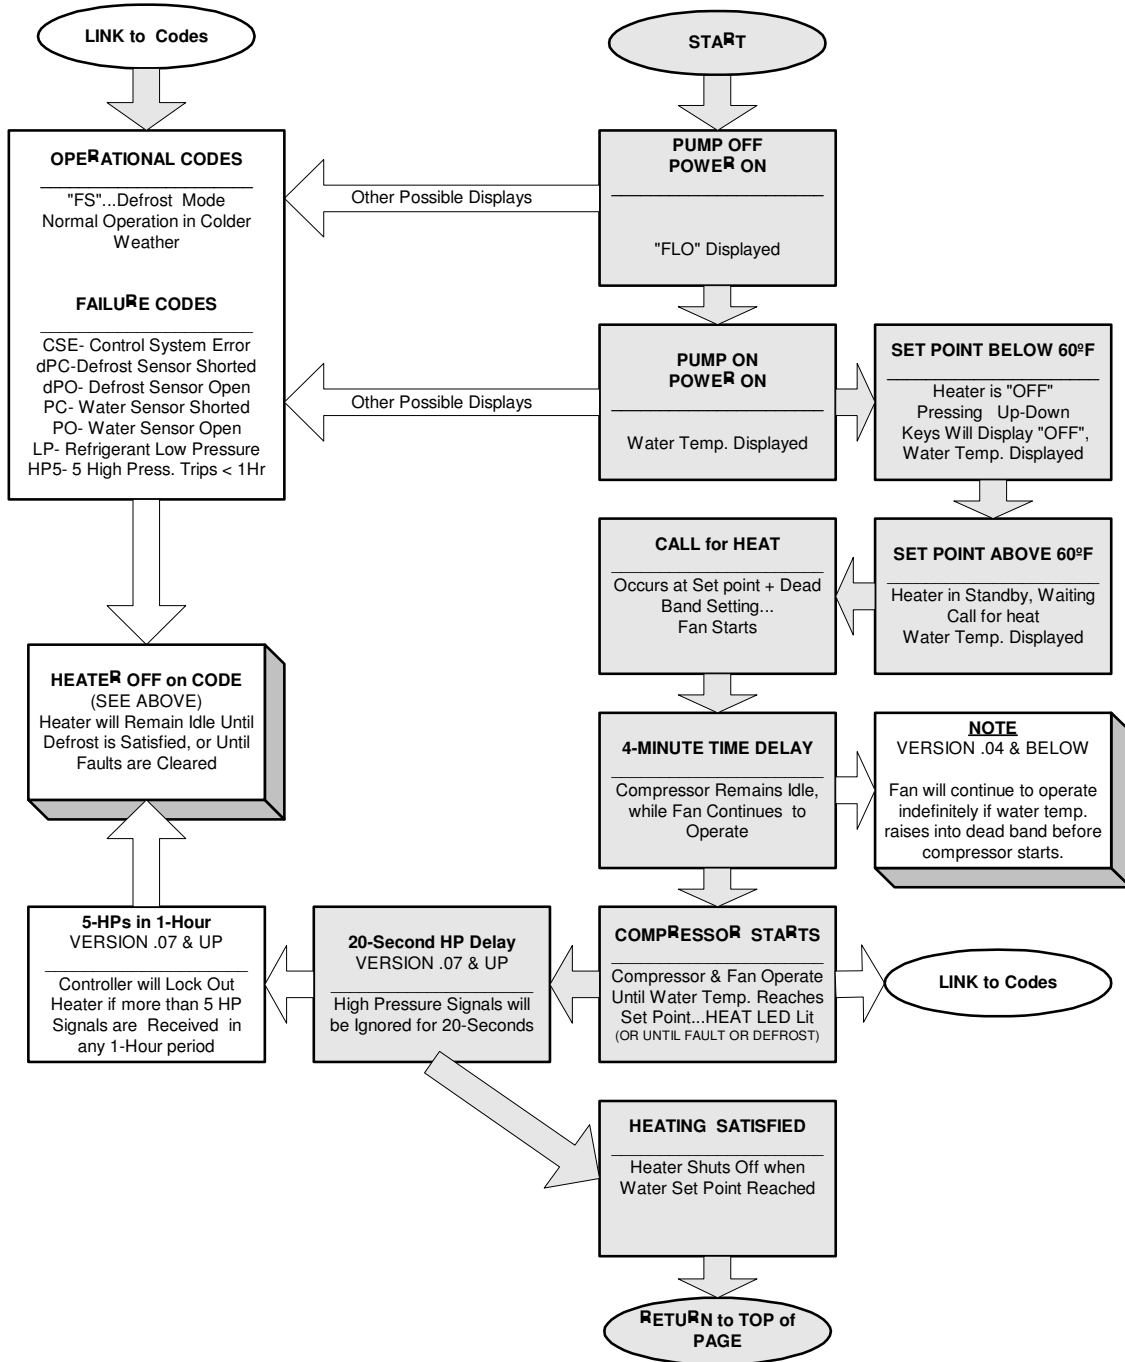 LINK to Codes
START
OPERATIONAL CODES
"FS"...Defrost Mode
Normal Operation in Colder
Weather
FAILURE CODES
CSE- Control System Error
dPC-Defrost Sensor Shorted
dPO- Defrost Sensor Open
PC- Water Sensor Shorted
PO- Water Sensor Open
LP- Refrigerant Low Pressure
HP5- 5 High Press. Trips < 1Hr
Other Possible Displays
PUMP OFF
POWER ON
"FLO" Displayed
Other Possible Displays
PUMP ON
POWER ON
Water Temp. Displayed
SET POINT BELOW 60ºF
Heater is "OFF"
Pressing Up-Down
Keys Will Display "OFF",
Water Temp. Displayed
CALL for HEAT
Occurs at Set point + Dead
Band Setting...
Fan Starts
SET POINT ABOVE 60ºF
Heater in Standby, Waiting
Call for heat
Water Temp. Displayed
HEATER OFF on CODE
(SEE ABOVE)
Heater will Remain Idle Until
Defrost is Satisfied, or Until
Faults are Cleared
4-MINUTE TIME DELAY
Compressor Remains Idle,
while Fan Continues to
Operate
NOTE
VERSION .04 & BELOW
Fan will continue to operate
indefinitely if water temp.
raises into dead band before
compressor starts.
5-HPs in 1-Hour
VERSION .07 & UP
Controller will Lock Out
Heater if more than 5 HP
Signals are Received in
any 1-Hour period
20-Second HP Delay
VERSION .07 & UP
High Pressure Signals will
be Ignored for 20-Seconds
COMPRESSOR STARTS
Compressor & Fan Operate
Until Water Temp. Reaches
Set Point...HEAT LED Lit
(OR UNTIL FAULT OR DEFROST)
LINK to Codes
HEATING SATISFIED
Heater Shuts Off when
Water Set Point Reached
RETURN to TOP of
PAGE